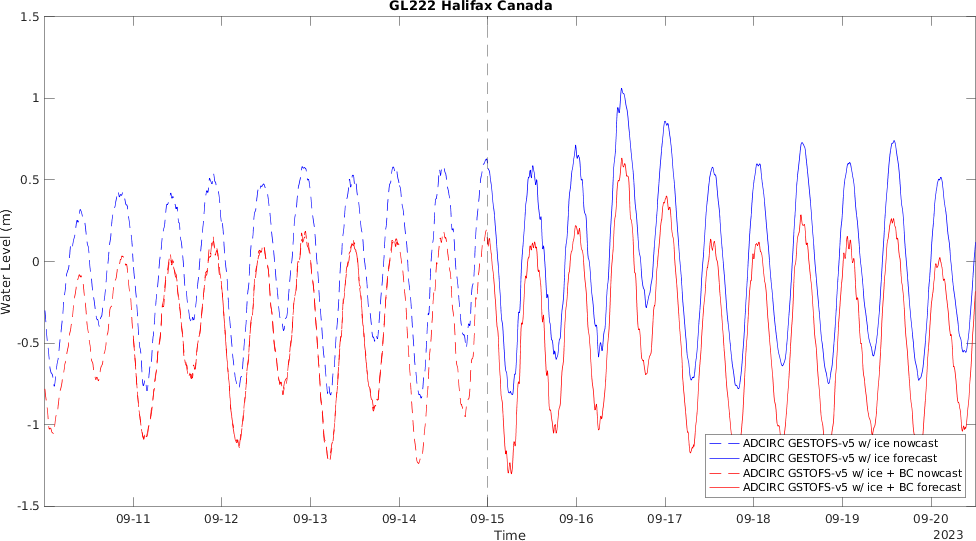 GL222 Halifax Canada
1.5
1
0.5
0
-0.5
-1
-1.5
Water Level (m)
ADCIRC GESTOFS-v5 w/ ice nowcast
ADCIRC GESTOFS-v5 w/ ice forecast
ADCIRC GSTOFS-v5 w/ ice + BC nowcast
ADCIRC GSTOFS-v5 w/ ice + BC forecast
09-11 09-12 09-13 09-14 09-15 09-16 09-17 09-18 09-19 09-20
Time
2023